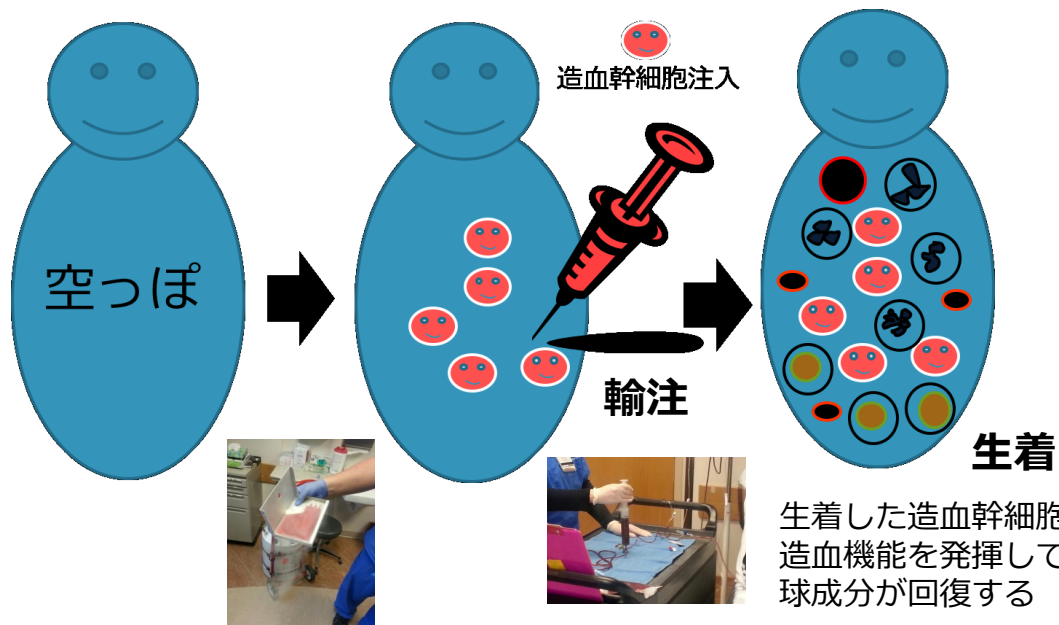 造血幹細胞注入
空っぽ
輸注
生着
生着した造血幹細胞
造血機能を発揮して
球成分が回復する